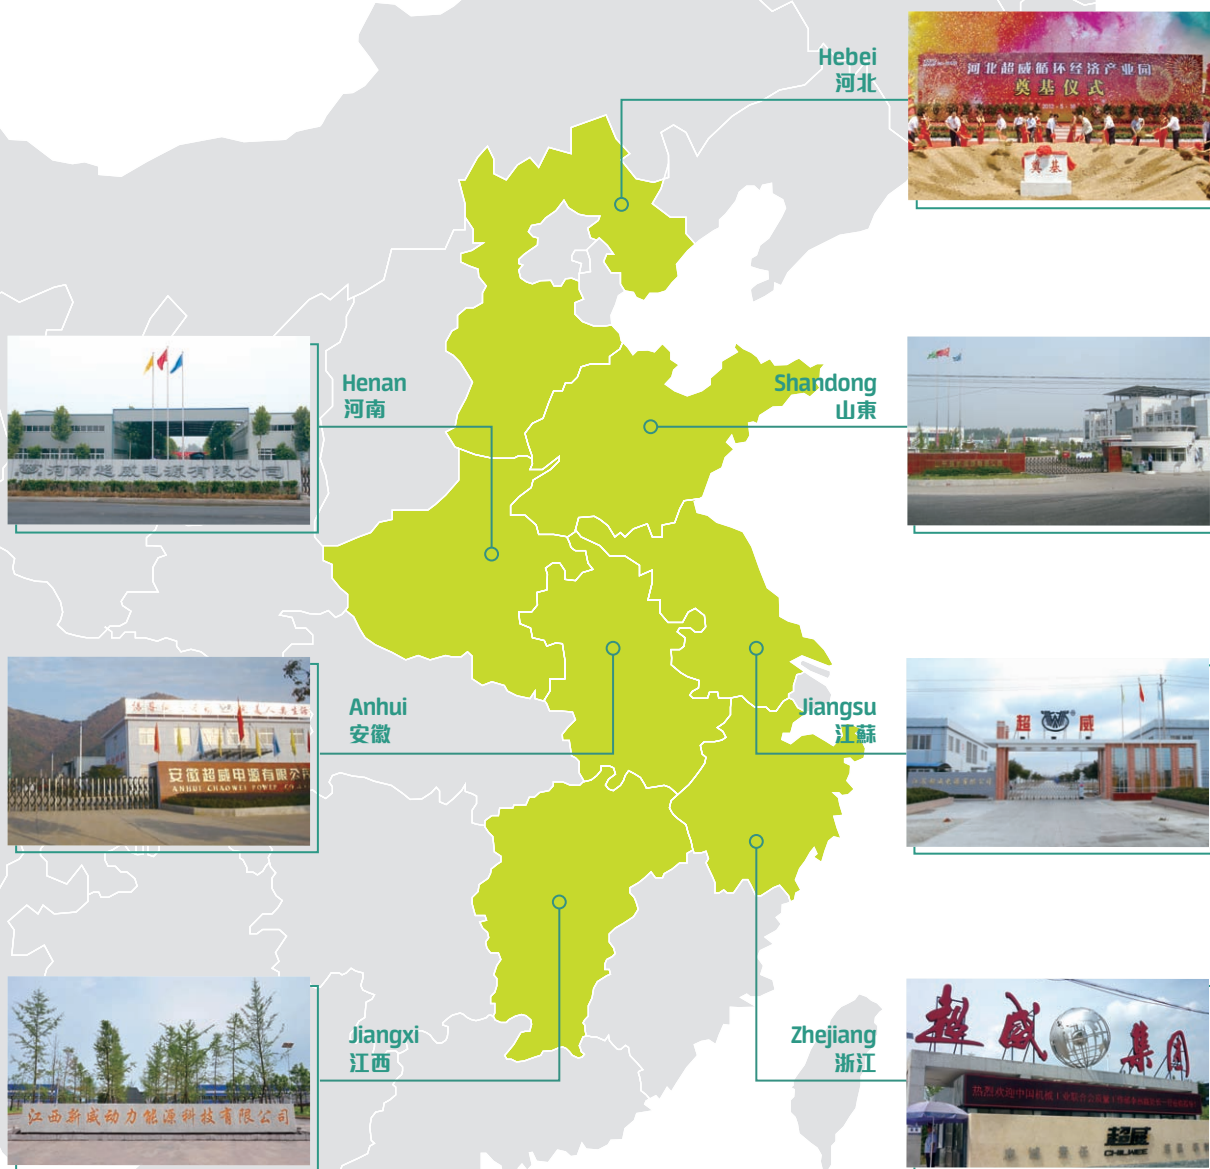 Hebei
河北
河北超威循环经济产业园
奠基仪式
奠基
Henan
河南
河南超威电源有限公司
Shandong
山東
Anhui
安徽
安徽超威电源有限公
ANHUI CHAOWEI POWER CO
Jiangsu
江蘇
超威
Jiangxi
江西
江西新威动力能源科技有限公司
Zhejiang
浙江
超威集团
超威
CHILWEE